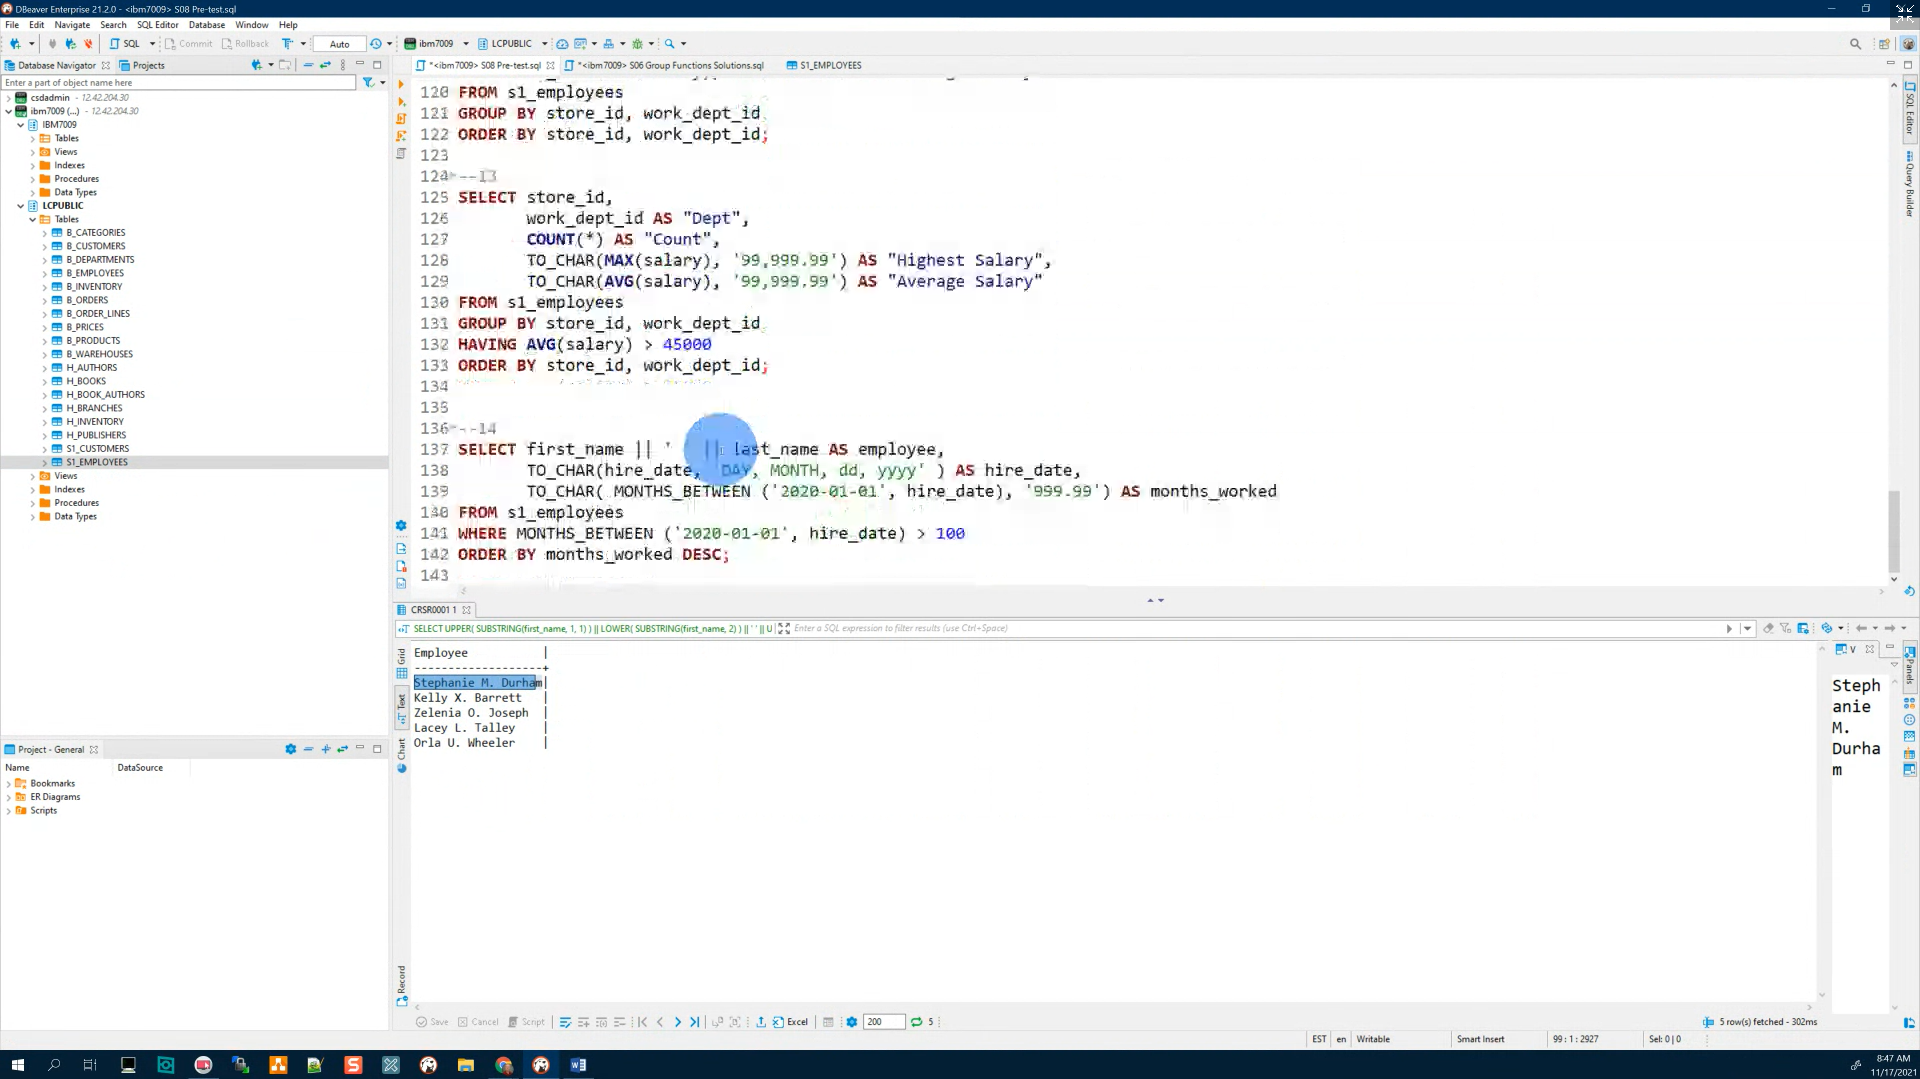 DBeaver Enterprise 21.2.0 - <ibm7009> S08 Pre-test.sql
File Edit Navigate Search SQL Editor Database Window Help
SQL Commit Rollback Auto ibm7009 LCPUBLIC
Database Navigator Projects
*<ibm7009> S08 Pre-test.sql *<ibm7009> S06 Group Functions Solutions.sql S1_EMPLOYEES
Enter a part of object name here
csdadmin - 12.42.204.30
ibm7009 (...) - 12.42.204.30
IBM7009
Tables
Views
Indexes
Procedures
Data Types
LCPUBLIC
Tables
B_CATEGORIES
B_CUSTOMERS
B_DEPARTMENTS
B_EMPLOYEES
B_INVENTORY
B_ORDERS
B_ORDER_LINES
B_PRICES
B_PRODUCTS
B_WAREHOUSES
H_AUTHORS
H_BOOKS
H_BOOK_AUTHORS
H_BRANCHES
H_INVENTORY
H_PUBLISHERS
S1_CUSTOMERS
S1_EMPLOYEES
Views
Indexes
Procedures
Data Types
Project - General
Name DataSource
Bookmarks
ER Diagrams
Scripts
120 FROM s1_employees
121 GROUP BY store_id, work_dept_id
122 ORDER BY store_id, work_dept_id;
123
124 --13
125 SELECT store_id,
126 work_dept_id AS "Dept",
127 COUNT(*) AS "Count",
128 TO_CHAR(MAX(salary), '99,999.99') AS "Highest Salary",
129 TO_CHAR(AVG(salary), '99,999.99') AS "Average Salary"
130 FROM s1_employees
131 GROUP BY store_id, work_dept_id
132 HAVING AVG(salary) > 45000
133 ORDER BY store_id, work_dept_id;
134
135
136 --14
137 SELECT first_name || ' ' || last_name AS employee,
138 TO_CHAR(hire_date, 'DAY, MONTH, dd, yyyy' ) AS hire_date,
139 TO_CHAR( MONTHS_BETWEEN ('2020-01-01', hire_date), '999.99') AS months_worked
140 FROM s1_employees
141 WHERE MONTHS_BETWEEN ('2020-01-01', hire_date) > 100
142 ORDER BY months_worked DESC;
143
SQL Editor
Query Builder
CRSR0001 1
SELECT UPPER( SUBSTRING(first_name, 1, 1) ) || LOWER( SUBSTRING(first_name, 2) ) || ' ' || U Enter a SQL expression to filter results (use Ctrl+Space)
Grid
Text
Chart
Record
Employee |
-------------------+
Stephanie M. Durham|
Kelly X. Barrett |
Zelenia O. Joseph |
Lacey L. Talley |
Orla U. Wheeler |
V
Panels
Steph
anie
M.
Durha
m
Save Cancel Script Excel 200 5
5 row(s) fetched - 302ms
EST en Writable Smart Insert 99 : 1 : 2927 Sel: 0 | 0
8:47 AM
11/17/2021